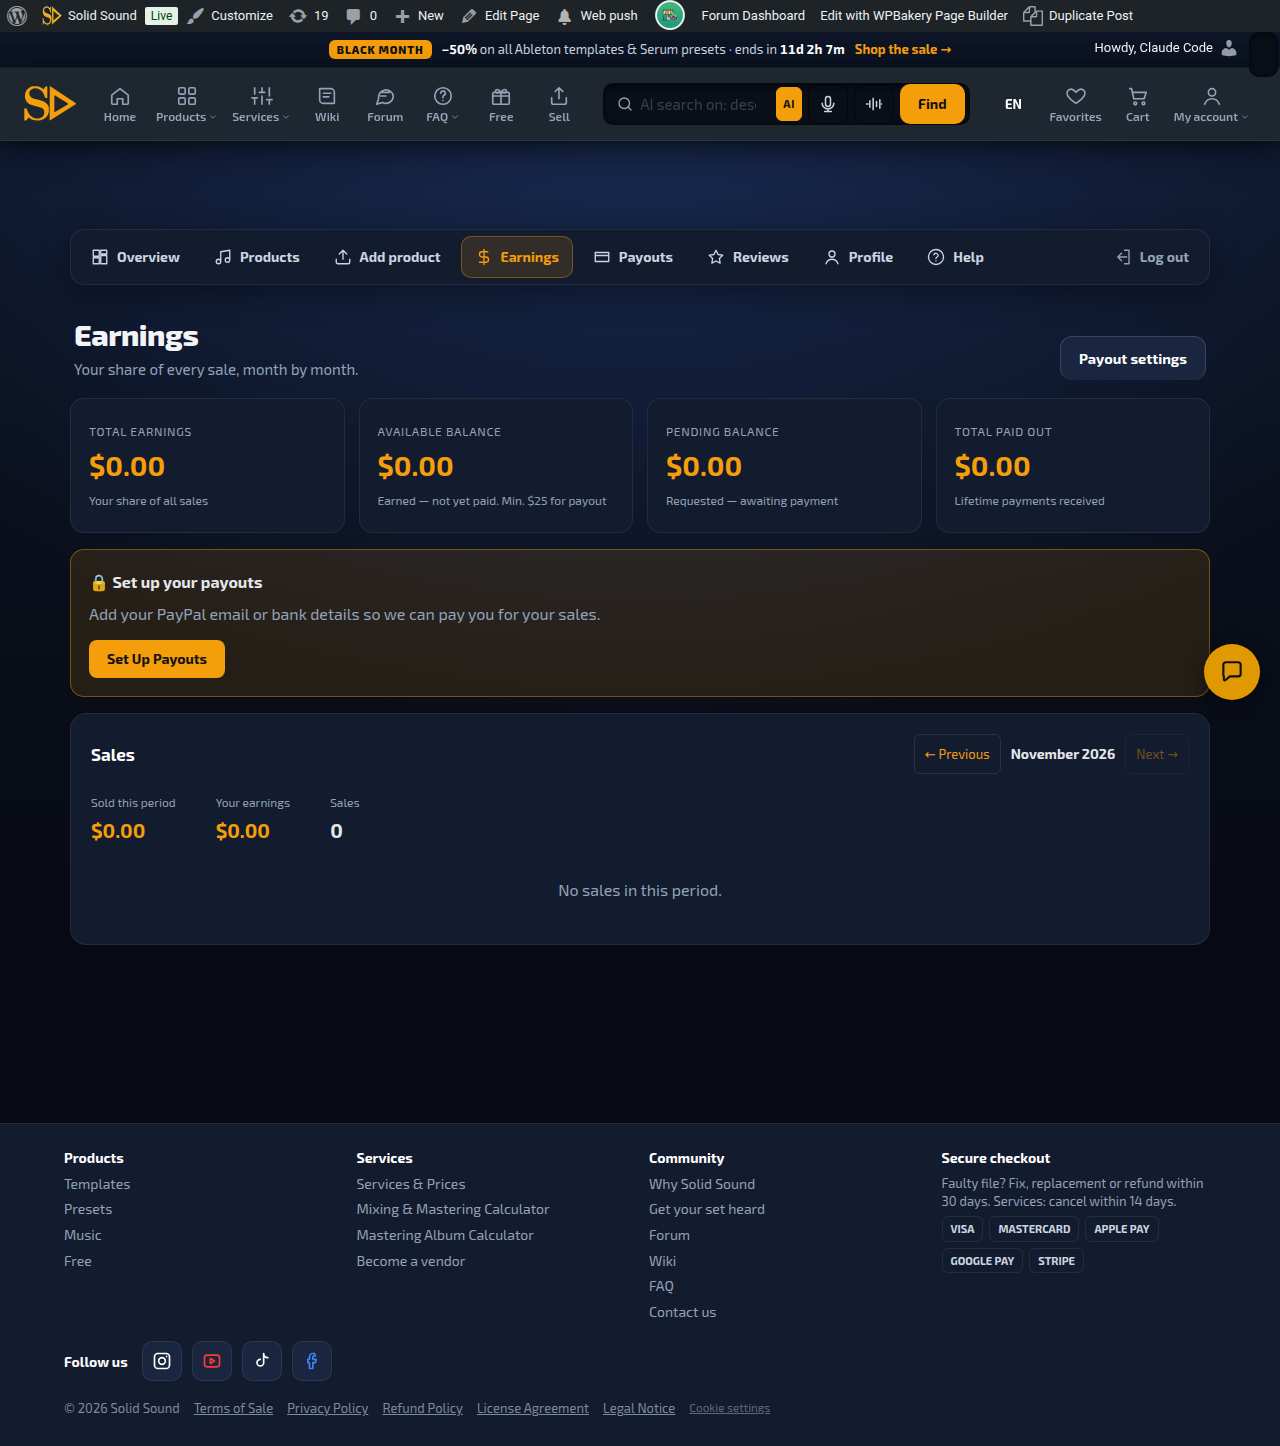 Solid Sound Live Customize 19 0 New Edit Page Web push Forum Dashboard Edit with WPBakery Page Builder Duplicate Post
BLACK MONTH −50% on all Ableton templates & Serum presets · ends in 11d 2h 7m Shop the sale → Howdy, Claude Code
Home Products Services Wiki Forum FAQ Free Sell AI search on: des AI Find EN Favorites Cart My account
Overview Products Add product Earnings Payouts Reviews Profile Help Log out
Earnings
Your share of every sale, month by month.
Payout settings
TOTAL EARNINGS
$0.00
Your share of all sales
AVAILABLE BALANCE
$0.00
Earned — not yet paid. Min. $25 for payout
PENDING BALANCE
$0.00
Requested — awaiting payment
TOTAL PAID OUT
$0.00
Lifetime payments received
🔒 Set up your payouts
Add your PayPal email or bank details so we can pay you for your sales.
Set Up Payouts
Sales
← Previous November 2026 Next →
Sold this period
$0.00
Your earnings
$0.00
Sales
0
No sales in this period.
Products
Templates
Presets
Music
Free
Services
Services & Prices
Mixing & Mastering Calculator
Mastering Album Calculator
Become a vendor
Community
Why Solid Sound
Get your set heard
Forum
Wiki
FAQ
Contact us
Secure checkout
Faulty file? Fix, replacement or refund within
30 days. Services: cancel within 14 days.
VISA MASTERCARD APPLE PAY
GOOGLE PAY STRIPE
Follow us
© 2026 Solid Sound Terms of Sale Privacy Policy Refund Policy License Agreement Legal Notice Cookie settings